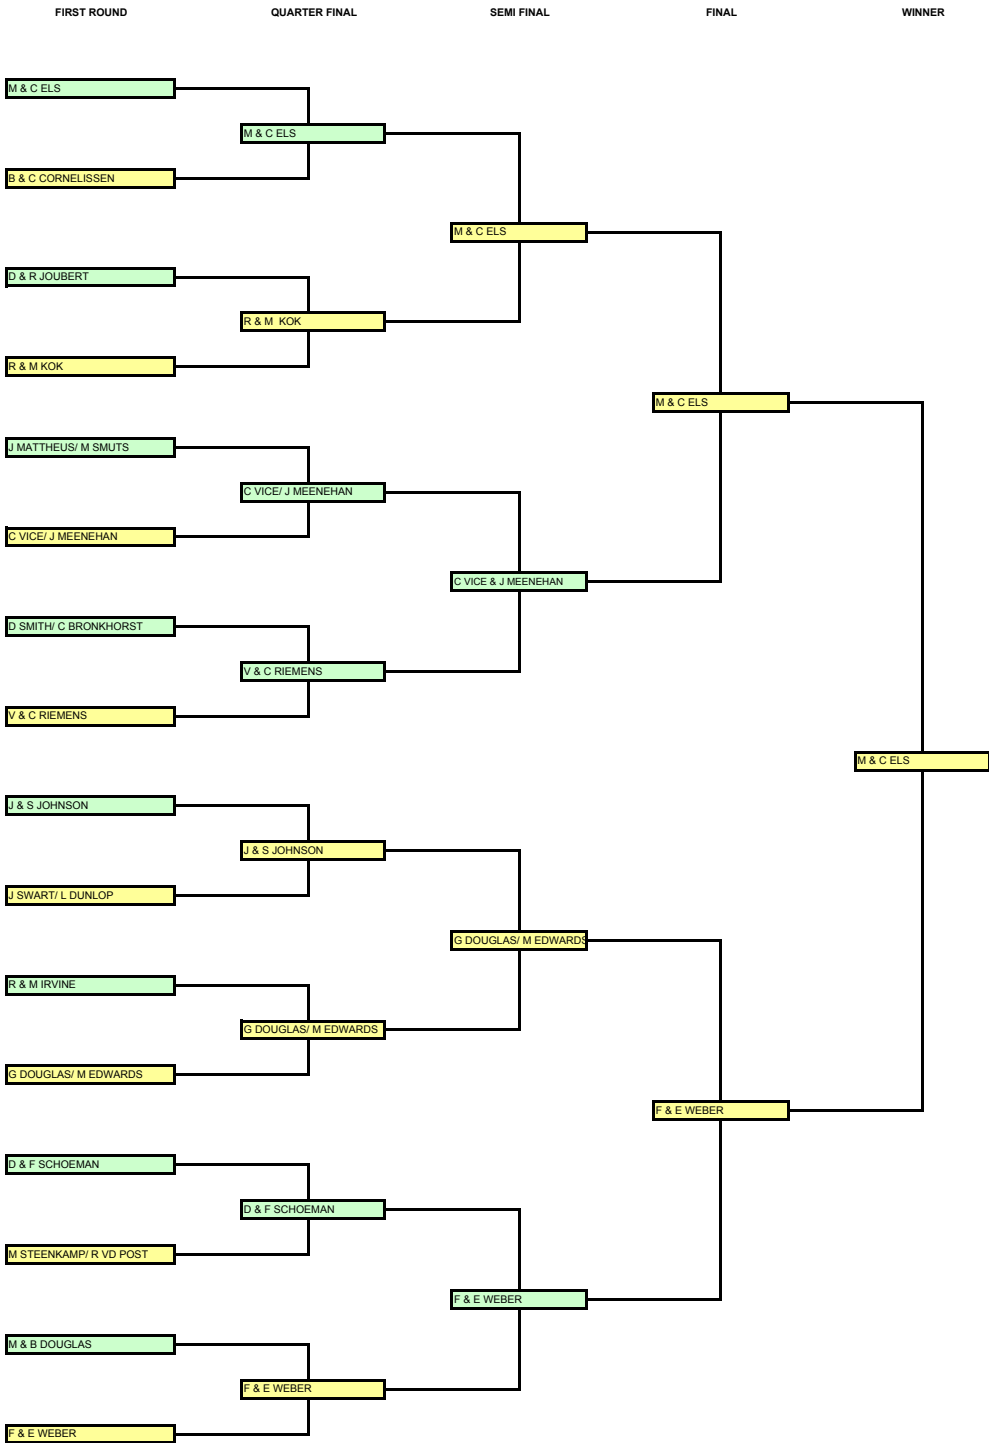 FIRST ROUND QUARTER FINAL SEMI FINAL FINAL WINNER
M & C ELS
M & C ELS
B & C CORNELISSEN
M & C ELS
D & R JOUBERT
R & M  KOK
R & M KOK
M & C ELS
J MATTHEUS/ M SMUTS
C VICE/ J MEENEHAN
C VICE/ J MEENEHAN
C VICE & J MEENEHAN
D SMITH/ C BRONKHORST
V & C RIEMENS
V & C RIEMENS
M & C ELS
J & S JOHNSON
J & S JOHNSON
J SWART/ L DUNLOP
G DOUGLAS/ M EDWARDS
R & M IRVINE
G DOUGLAS/ M EDWARDS
G DOUGLAS/ M EDWARDS
F & E WEBER
D & F SCHOEMAN
D & F SCHOEMAN
M STEENKAMP/ R VD POST
F & E WEBER
M & B DOUGLAS
F & E WEBER
F & E WEBER